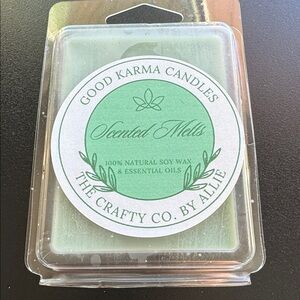 GOOD KARMA CANDLES
Scented Melts
100% NATURAL SOY WAX
& ESSENTIAL OILS
THE CRAFTY CO. BY ALLIE